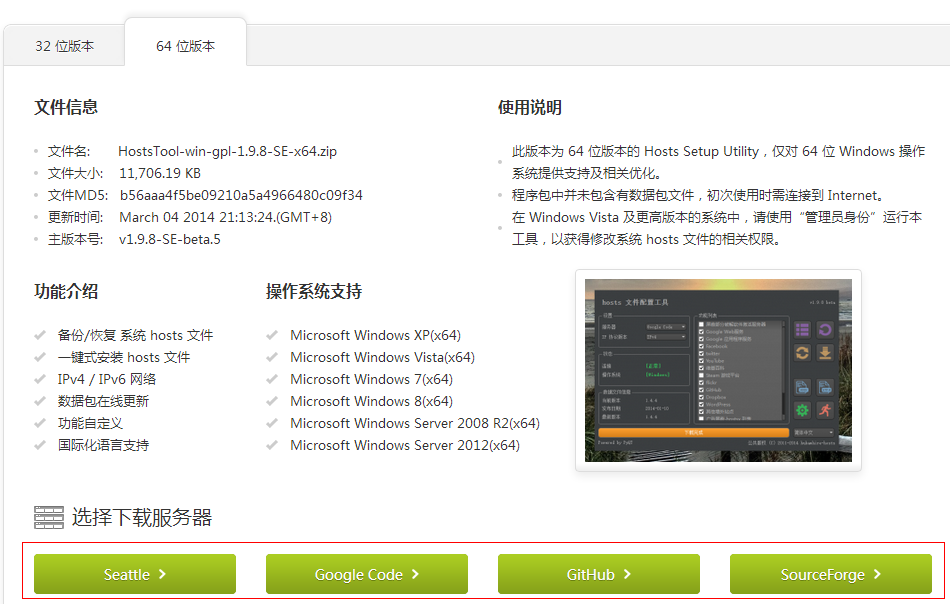 32 位版本
64 位版本
文件信息
文件名: HostsTool-win-gpl-1.9.8-SE-x64.zip
文件大小: 11,706.19 KB
文件MD5: b56aaa4f5be09210a5a4966480c09f34
更新时间: March 04 2014 21:13:24.(GMT+8)
主版本号: v1.9.8-SE-beta.5
使用说明
此版本为 64 位版本的 Hosts Setup Utility，仅对 64 位 Windows 操作
系统提供支持及相关优化。
程序包中并未包含有数据包文件，初次使用时需连接到 Internet。
在 Windows Vista 及更高版本的系统中，请使用“管理员身份”运行本
工具，以获得修改系统 hosts 文件的相关权限。
功能介绍
备份/恢复 系统 hosts 文件
一键式安装 hosts 文件
IPv4 / IPv6 网络
数据包在线更新
功能自定义
国际化语言支持
操作系统支持
Microsoft Windows XP(x64)
Microsoft Windows Vista(x64)
Microsoft Windows 7(x64)
Microsoft Windows 8(x64)
Microsoft Windows Server 2008 R2(x64)
Microsoft Windows Server 2012(x64)
hosts 文件配置工具
选择下载服务器
Seattle
Google Code
GitHub
SourceForge